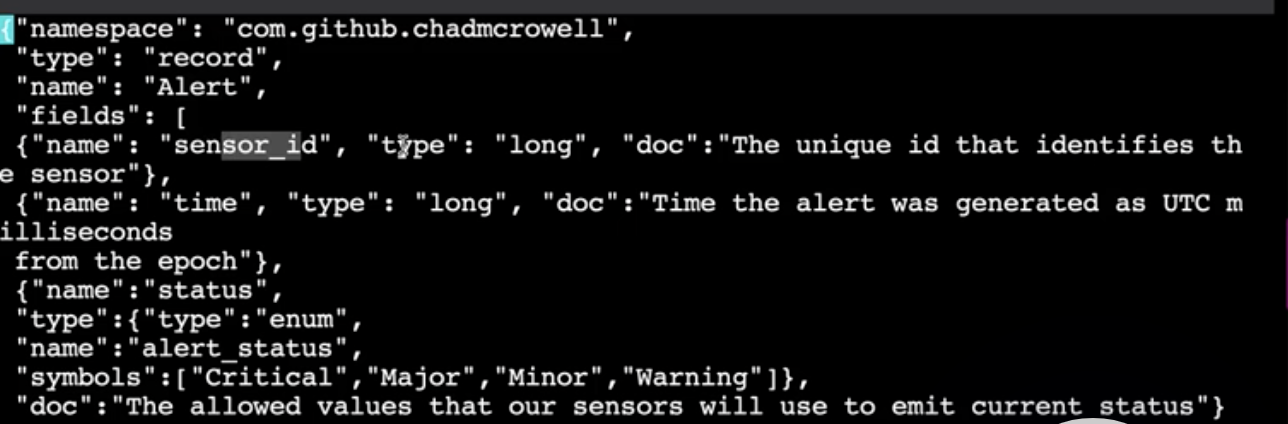 {"namespace": "com.github.chadmcrowell",
"type": "record",
"name": "Alert",
"fields": [
{"name": "sensor_id", "type": "long", "doc":"The unique id that identifies th
e sensor"},
{"name": "time", "type": "long", "doc":"Time the alert was generated as UTC m
illiseconds
from the epoch"},
{"name":"status",
"type":{"type":"enum",
"name":"alert_status",
"symbols":["Critical","Major","Minor","Warning"]},
"doc":"The allowed values that our sensors will use to emit current status"}